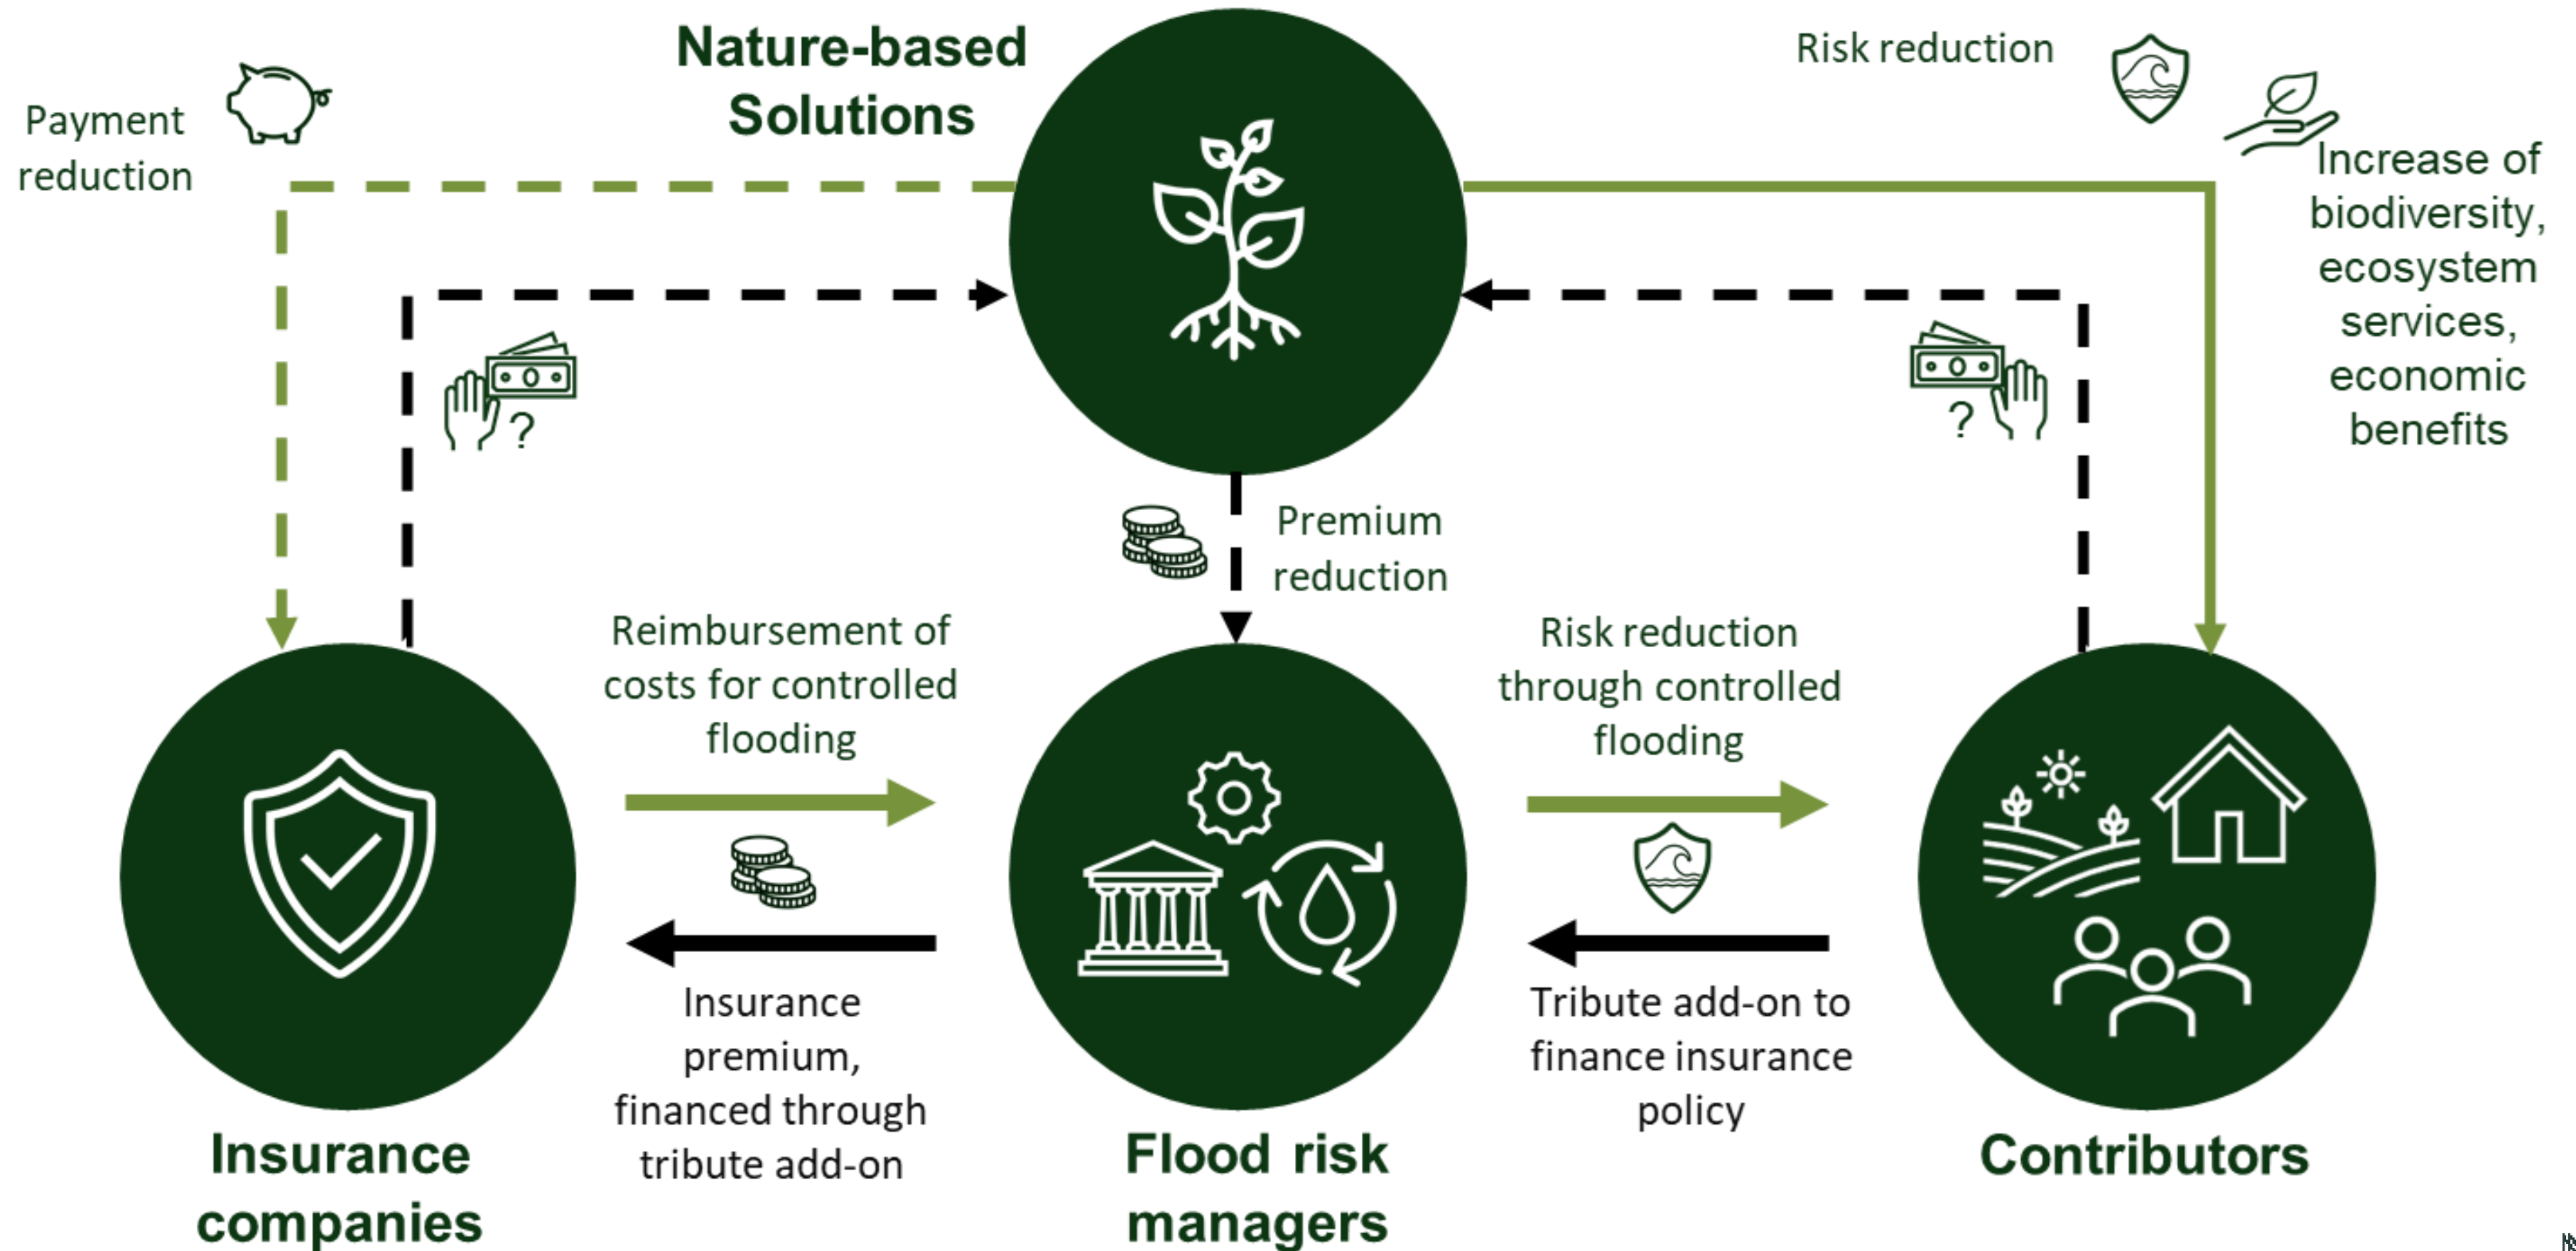 Nature-based
Solutions
Payment
reduction
Risk reduction
Increase of
biodiversity,
ecosystem
services,
economic
benefits
?
?
Premium
reduction
Reimbursement of
costs for controlled
flooding
Risk reduction
through controlled
flooding
Insurance
premium,
financed through
tribute add-on
Tribute add-on to
finance insurance
policy
Insurance
companies
Flood risk
managers
Contributors